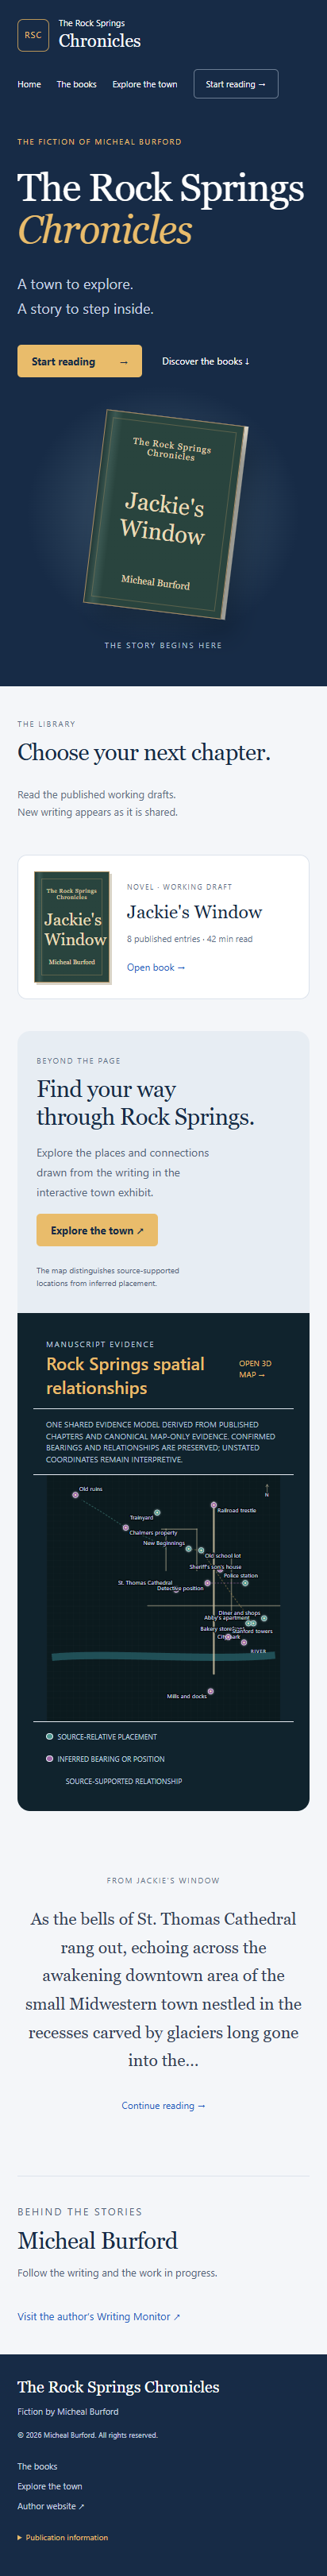 RSC
The Rock Springs
Chronicles
Home
The books
Explore the town
Start reading →
THE FICTION OF MICHEAL BURFORD
The Rock Springs
Chronicles
A town to explore.
A story to step inside.
Start reading →
Discover the books ↓
The Rock Springs
Chronicles
Jackie's
Window
Micheal Burford
THE STORY BEGINS HERE
THE LIBRARY
Choose your next chapter.
Read the published working drafts.
New writing appears as it is shared.
The Rock Springs
Chronicles
Jackie's
Window
Micheal Burford
NOVEL · WORKING DRAFT
Jackie's Window
8 published entries · 42 min read
Open book →
BEYOND THE PAGE
Find your way
through Rock Springs.
Explore the places and connections
drawn from the writing in the
interactive town exhibit.
Explore the town ↗
The map distinguishes source-supported
locations from inferred placement.
MANUSCRIPT EVIDENCE
Rock Springs spatial
relationships
OPEN 3D
MAP →
ONE SHARED EVIDENCE MODEL DERIVED FROM PUBLISHED
CHAPTERS AND CANONICAL MAP-ONLY EVIDENCE. CONFIRMED
BEARINGS AND RELATIONSHIPS ARE PRESERVED; UNSTATED
COORDINATES REMAIN INTERPRETIVE.
Old ruins
N
Railroad trestle
Trainyard
Chalmers property
New Beginnings
Old school lot
Sheriff's son's house
Police station
St. Thomas Cathedral
Detective position
Diner and shops
Abby's apartment
Bakery
towers
RIVER
Mills and docks
SOURCE-RELATIVE PLACEMENT
INFERRED BEARING OR POSITION
SOURCE-SUPPORTED RELATIONSHIP
FROM JACKIE'S WINDOW
As the bells of St. Thomas Cathedral
rang out, echoing across the
awakening downtown area of the
small Midwestern town nestled in the
recesses carved by glaciers long gone
into the...
Continue reading →
BEHIND THE STORIES
Micheal Burford
Follow the writing and the work in progress.
Visit the author's Writing Monitor ↗
The Rock Springs Chronicles
Fiction by Micheal Burford
© 2026 Micheal Burford. All rights reserved.
The books
Explore the town
Author website ↗
▶ Publication information